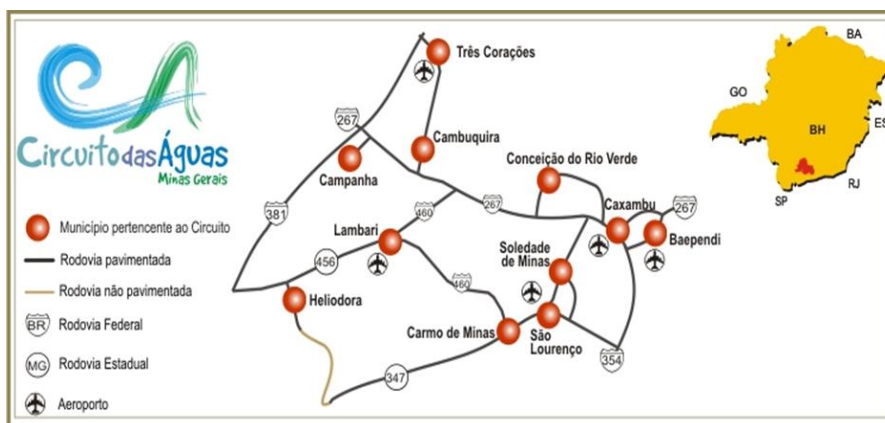 Circuito das Águas
Minas Gerais
Município pertencente ao Circuito
Rodovia pavimentada
Rodovia não pavimentada
BR
Rodovia Federal
MG
Rodovia Estadual
Aeroporto
Três Corações
267
Cambuquira
Campanha
Conceição do Rio Verde
381
460
267
Caxambu
267
Lambari
Baependi
456
Soledade
de Minas
460
Heliodora
Carmo de Minas
São
Lourenço
354
347
BA
GO
ES
BH
RJ
SP